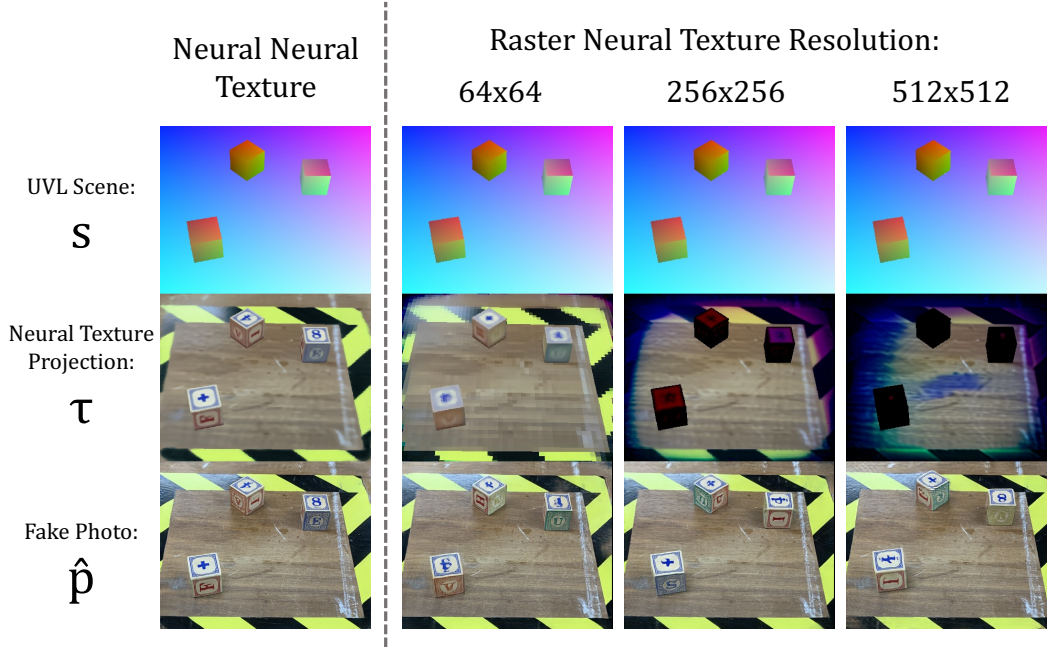 Neural Neural
Texture
Raster Neural Texture Resolution:
64x64
256x256
512x512
UVL Scene:
s
Neural Texture
Projection:
τ
Fake Photo:
p̂